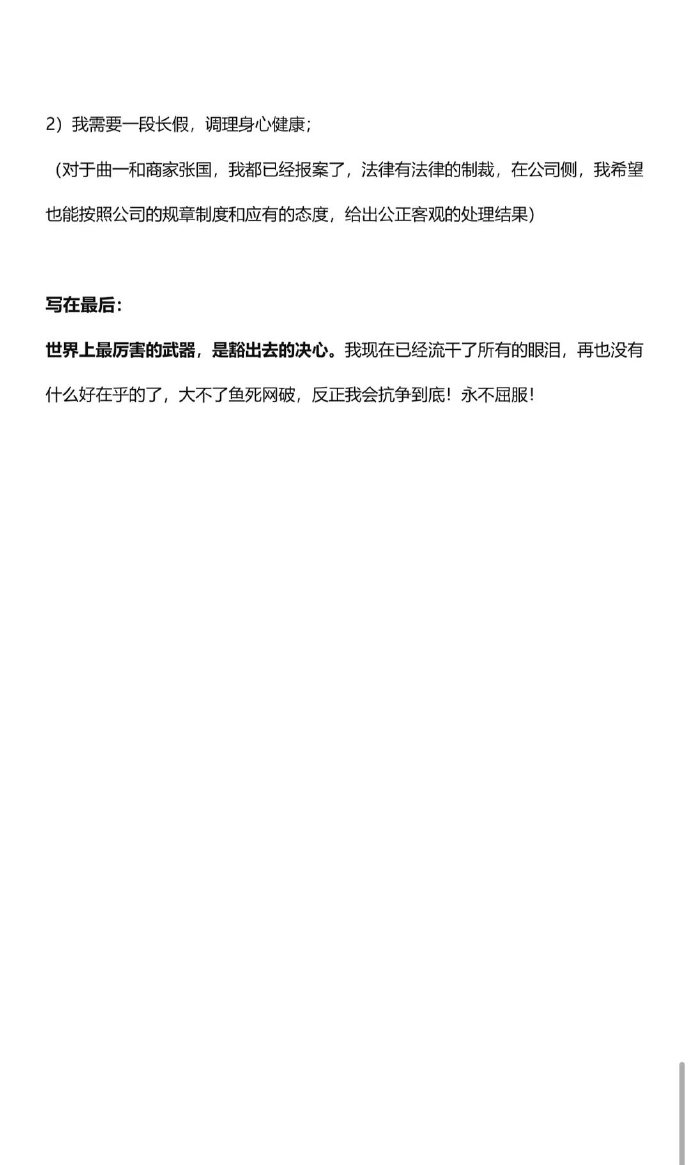 2）我需要一段长假，调理身心健康；
（对于曲一和商家张国，我都已经报案了，法律有法律的制裁，在公司侧，我希望
也能按照公司的规章制度和应有的态度，给出公正客观的处理结果）
写在最后：
世界上最厉害的武器，是豁出去的决心。我现在已经流干了所有的眼泪，再也没有
什么好在乎的了，大不了鱼死网破，反正我会抗争到底！永不屈服！